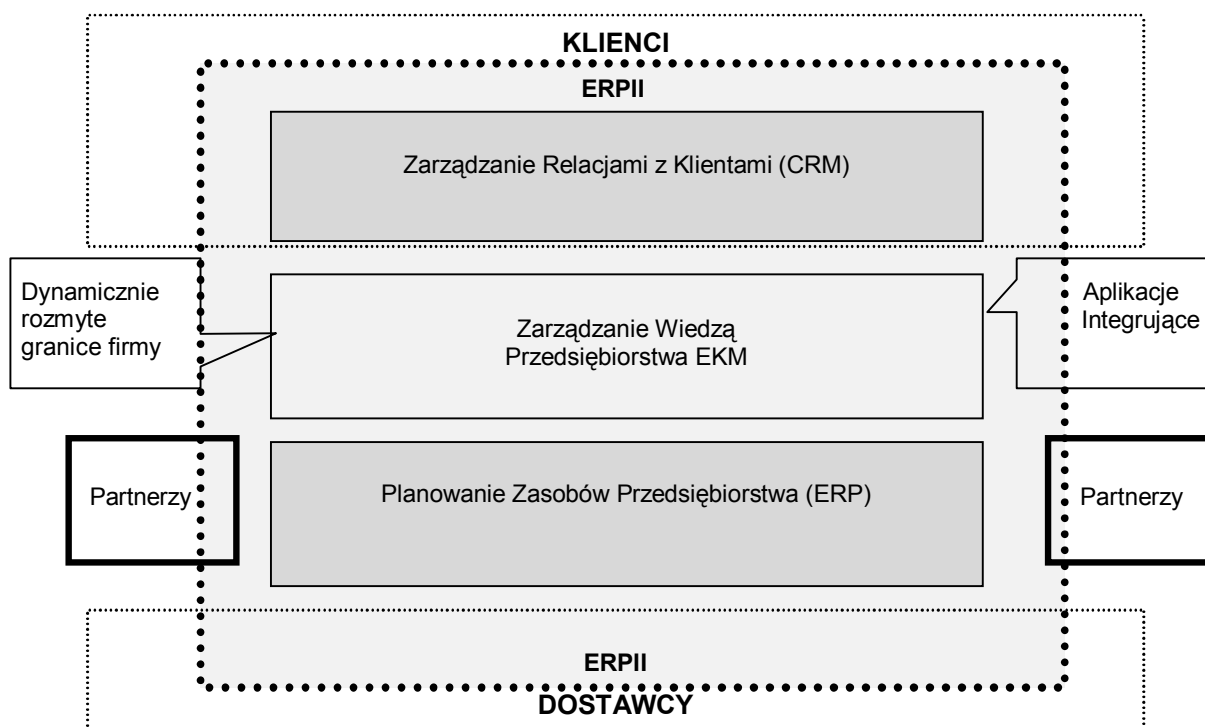 KLIENCI
ERPII
Zarządzanie Relacjami z Klientami (CRM)
Dynamicznie
rozmyte
granice firmy
Zarządzanie Wiedzą
Przedsiębiorstwa EKM
Aplikacje
Integrujące
Partnerzy
Planowanie Zasobów Przedsiębiorstwa (ERP)
Partnerzy
ERPII
DOSTAWCY